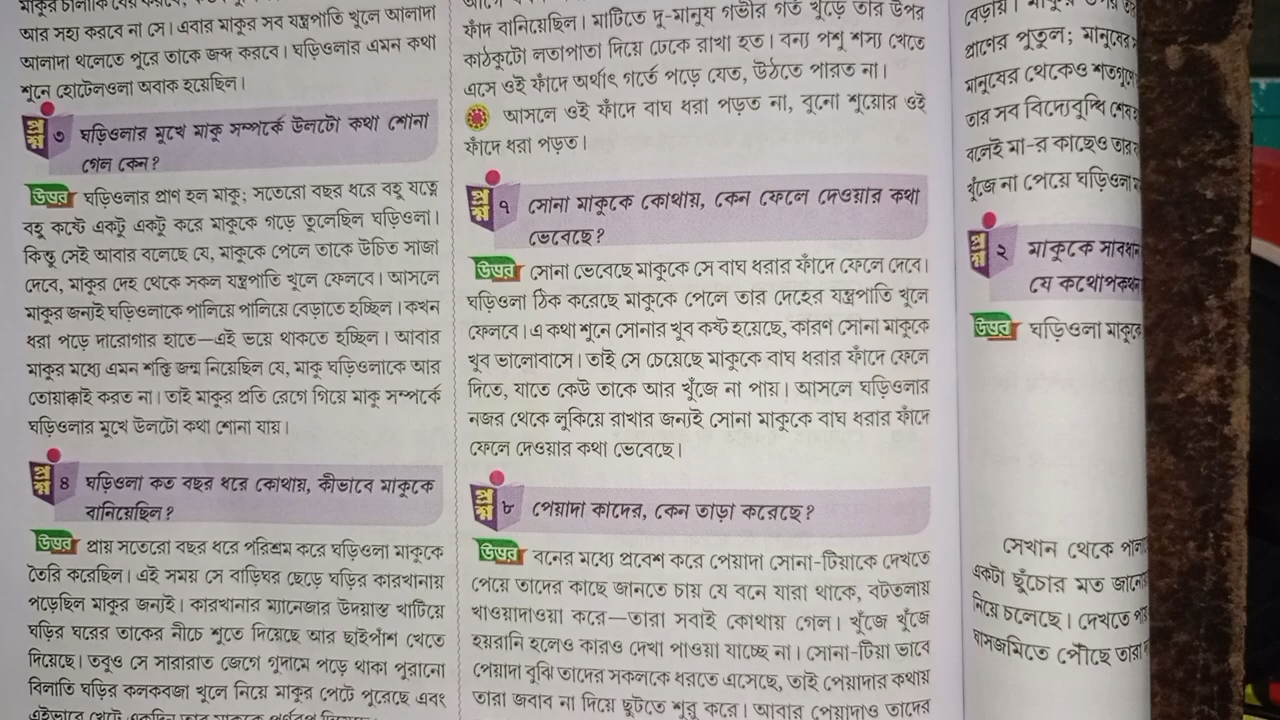 আর সহ্য করবে না সে। এবার মাকুর সব যন্ত্রপাতি খুলে আলাদা
আলাদা থলেতে পুরে তাকে জব্দ করবে। ঘড়িওলার এমন কথা
শুনে হোটেলওলা অবাক হয়েছিল।
প্রশ্ন ৩ ঘড়িওলার মুখে মাকু সম্পর্কে উলটো কথা শোনা
গেল কেন?
উত্তর ঘড়িওলার প্রাণ হল মাকু; সতেরো বছর ধরে বহু যত্নে
বহু কষ্টে একটু একটু করে মাকুকে গড়ে তুলেছিল ঘড়িওলা।
কিন্তু সেই আবার বলেছে যে, মাকুকে পেলে তাকে উচিত সাজা
দেবে, মাকুর দেহ থেকে সকল যন্ত্রপাতি খুলে ফেলবে। আসলে
মাকুর জন্যই ঘড়িওলাকে পালিয়ে পালিয়ে বেড়াতে হচ্ছিল। কখন
ধরা পড়ে দারোগার হাতে—এই ভয়ে থাকতে হচ্ছিল। আবার
মাকুর মধ্যে এমন শক্তি জন্ম নিয়েছিল যে, মাকু ঘড়িওলাকে আর
তোয়াক্কাই করত না। তাই মাকুর প্রতি রেগে গিয়ে মাকু সম্পর্কে
ঘড়িওলার মুখে উলটো কথা শোনা যায়।
প্রশ্ন ৪ ঘড়িওলা কত বছর ধরে কোথায়, কীভাবে মাকুকে
বানিয়েছিল?
উত্তর প্রায় সতেরো বছর ধরে পরিশ্রম করে ঘড়িওলা মাকুকে
তৈরি করেছিল। এই সময় সে বাড়িঘর ছেড়ে ঘড়ির কারখানায়
পড়েছিল মাকুর জন্যই। কারখানার ম্যানেজার উদয়াস্ত খাটিয়ে
ঘড়ির ঘরের তাকের নীচে শুতে দিয়েছে আর ছাইপাঁশ খেতে
দিয়েছে। তবুও সে সারারাত জেগে গুদামে পড়ে থাকা পুরানো
বিলাতি ঘড়ির কলকবজা খুলে নিয়ে মাকুর পেটে পুরেছে এবং
ফাঁদ বানিয়েছিল। মাটিতে দু-মানুষ গভীর গর্ত খুঁড়ে তার উপর
কাঠকুটো লতাপাতা দিয়ে ঢেকে রাখা হত। বন্য পশু শস্য খেতে
এসে ওই ফাঁদে অর্থাৎ গর্তে পড়ে যেত, উঠতে পারত না।
আসলে ওই ফাঁদে বাঘ ধরা পড়ত না, বুনো শুয়োর ওই
ফাঁদে ধরা পড়ত।
প্রশ্ন ৭ সোনা মাকুকে কোথায়, কেন ফেলে দেওয়ার কথা
ভেবেছে?
উত্তর সোনা ভেবেছে মাকুকে সে বাঘ ধরার ফাঁদে ফেলে দেবে।
ঘড়িওলা ঠিক করেছে মাকুকে পেলে তার দেহের যন্ত্রপাতি খুলে
ফেলবে। এ কথা শুনে সোনার খুব কষ্ট হয়েছে, কারণ সোনা মাকুকে
খুব ভালোবাসে। তাই সে চেয়েছে মাকুকে বাঘ ধরার ফাঁদে ফেলে
দিতে, যাতে কেউ তাকে আর খুঁজে না পায়। আসলে ঘড়িওলার
নজর থেকে লুকিয়ে রাখার জন্যই সোনা মাকুকে বাঘ ধরার ফাঁদে
ফেলে দেওয়ার কথা ভেবেছে।
প্রশ্ন ৮ পেয়াদা কাদের, কেন তাড়া করেছে?
উত্তর বনের মধ্যে প্রবেশ করে পেয়াদা সোনা-টিয়াকে দেখতে
পেয়ে তাদের কাছে জানতে চায় যে বনে যারা থাকে, বটতলায়
খাওয়াদাওয়া করে—তারা সবাই কোথায় গেল। খুঁজে খুঁজে
হয়রানি হলেও কারও দেখা পাওয়া যাচ্ছে না। সোনা-টিয়া ভাবে
পেয়াদা বুঝি তাদের সকলকে ধরতে এসেছে, তাই পেয়াদার কথায়
তারা জবাব না দিয়ে ছুটতে শুরু করে। আবার পেয়াদাও তাদের
প্রাণের পুতুল; মানুষের
মানুষের থেকেও শতগুণে
তার সব বিদ্যেবুদ্ধি শেষ
বলেই মা-র কাছেও তার
খুঁজে না পেয়ে ঘড়িওলা
প্রশ্ন ২ মাকুকে সাবধান
যে কথোপকথন
উত্তর ঘড়িওলা মাকুকে
সেখান থেকে
একটা ছুঁচোর মত
নিয়ে চলেছে। দেখতে
ঘাসজমিতে পৌঁছে তারা